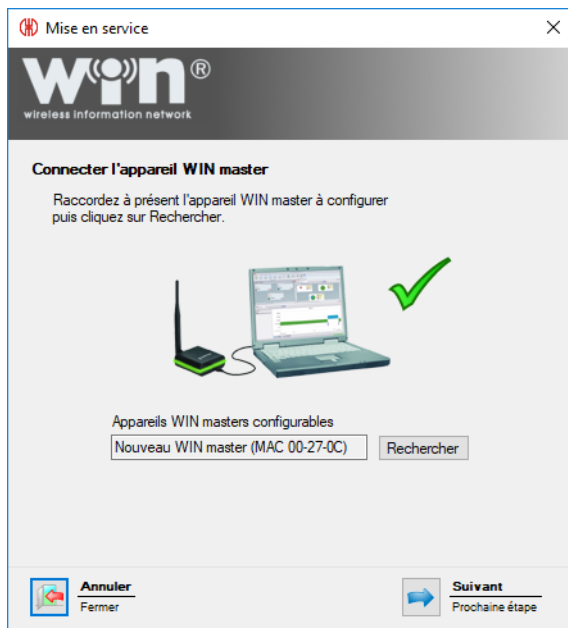 Mise en service
WiN®
wireless information network
Connecter l'appareil WIN master
Raccordez à présent l'appareil WIN master à configurer
puis cliquez sur Rechercher.
Appareils WIN masters configurables
Nouveau WIN master (MAC 00-27-0C)
Rechercher
Annuler
Fermer
Suivant
Prochaine étape